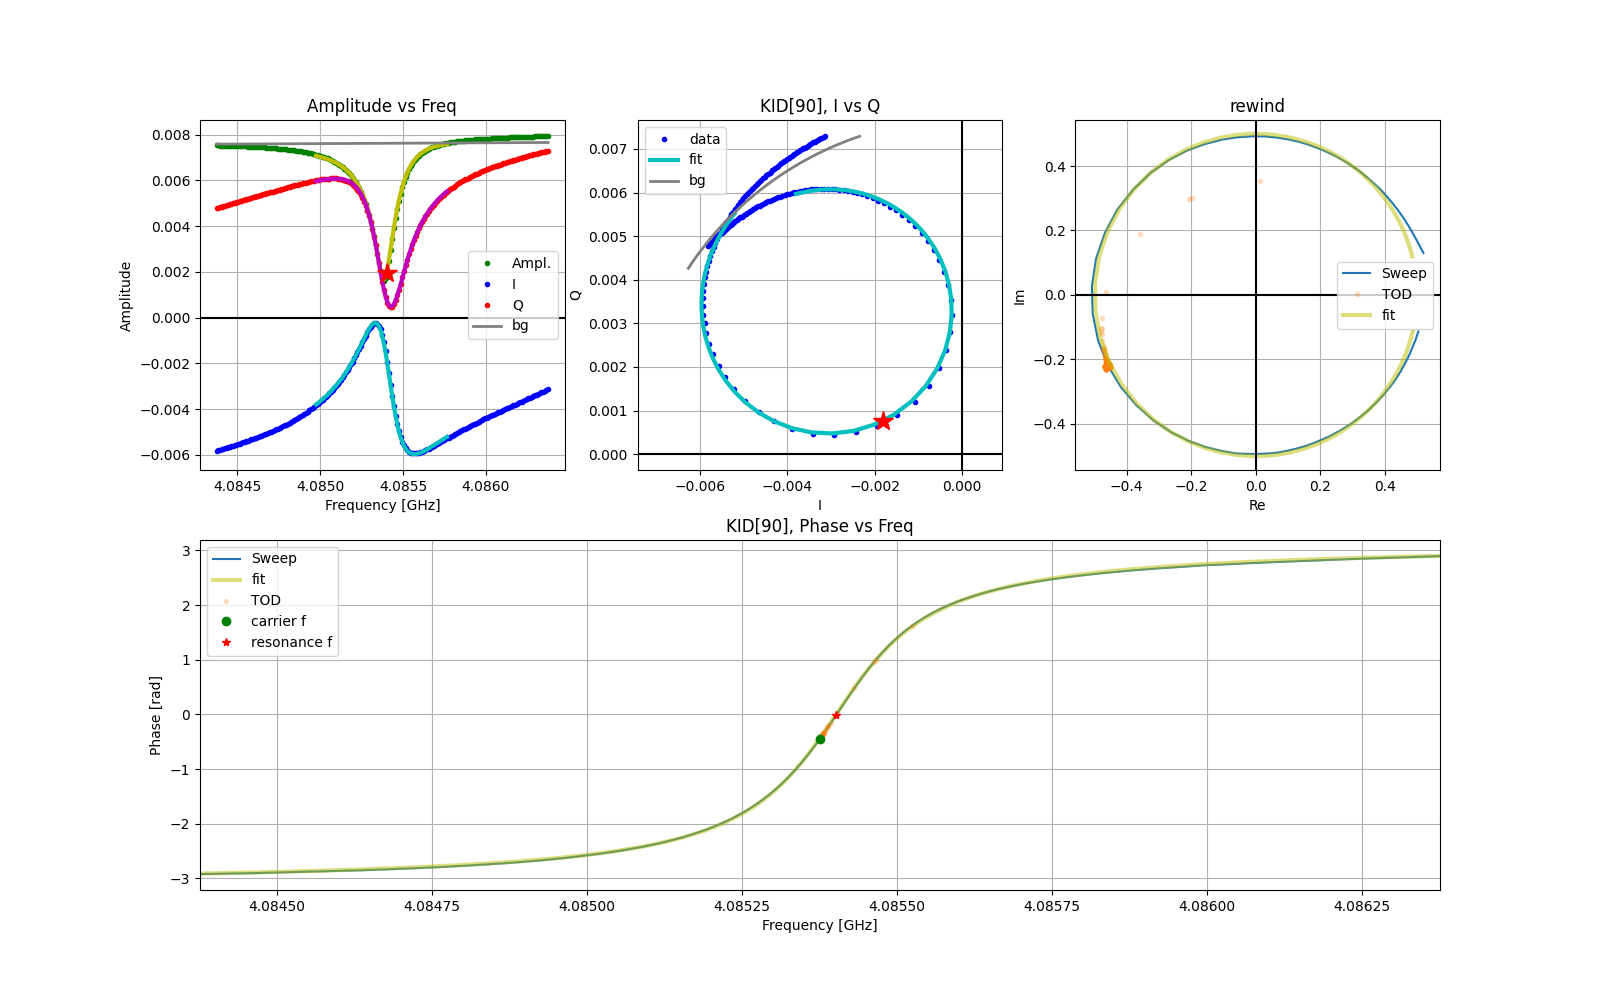 Amplitude vs Freq
0.008
0.006
0.004
0.002
0.000
−0.002
−0.004
−0.006
Amplitude
Ampl.
I
Q
bg
4.0845 4.0850 4.0855 4.0860
Frequency [GHz]
KID[90], I vs Q
0.007
0.006
0.005
0.004
0.003
0.002
0.001
0.000
Q
data
fit
bg
−0.006 −0.004 −0.002 0.000
I
rewind
0.4
0.2
0.0
−0.2
−0.4
Im
Sweep
TOD
fit
−0.4 −0.2 0.0 0.2 0.4
Re
KID[90], Phase vs Freq
3
2
1
0
−1
−2
−3
Phase [rad]
Sweep
fit
TOD
carrier f
resonance f
4.08450 4.08475 4.08500 4.08525 4.08550 4.08575 4.08600 4.08625
Frequency [GHz]